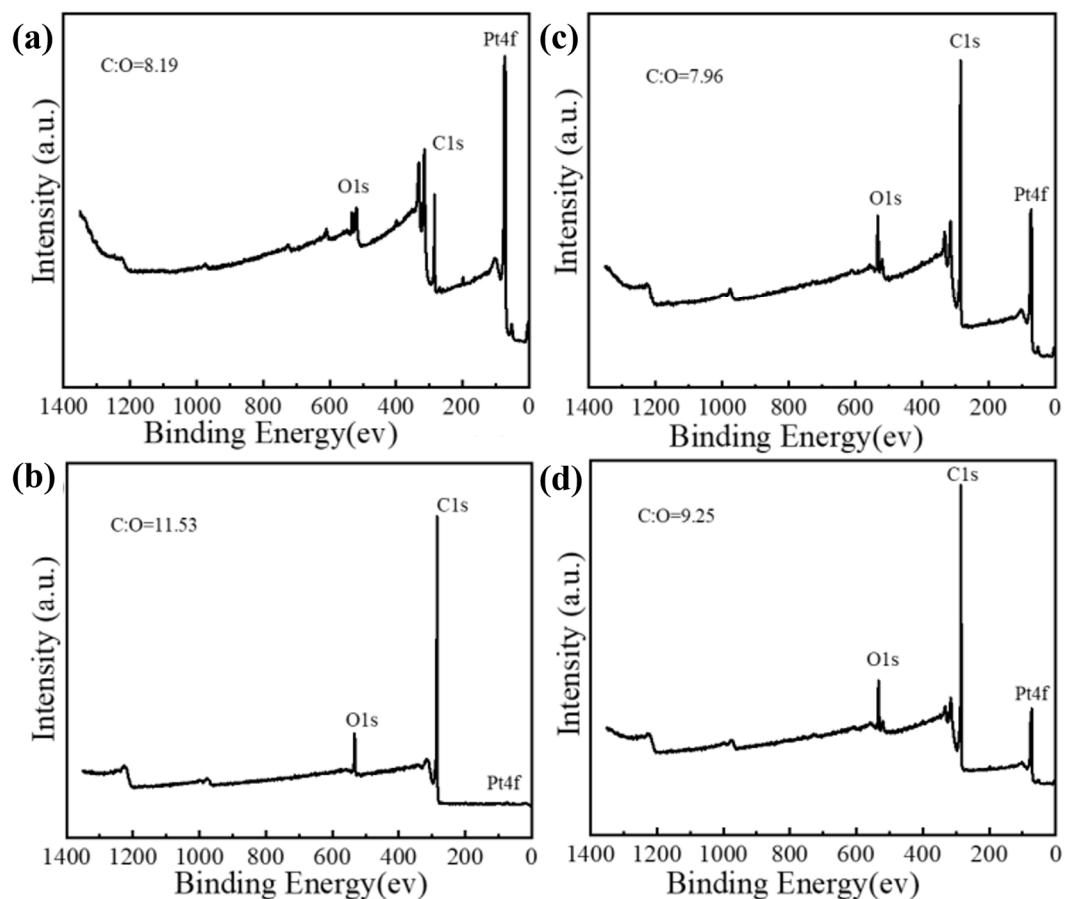 (a)
Pt4f
C:O=8.19
C1s
O1s
Intensity (a.u.)
1400 1200 1000 800 600 400 200 0
Binding Energy(ev)
(c)
C1s
C:O=7.96
Pt4f
O1s
Intensity (a.u.)
1400 1200 1000 800 600 400 200 0
Binding Energy(ev)
(b)
C1s
C:O=11.53
O1s
Pt4f
Intensity (a.u.)
1400 1200 1000 800 600 400 200 0
Binding Energy(ev)
(d)
C1s
C:O=9.25
O1s
Pt4f
Intensity (a.u.)
1400 1200 1000 800 600 400 200 0
Binding Energy(ev)